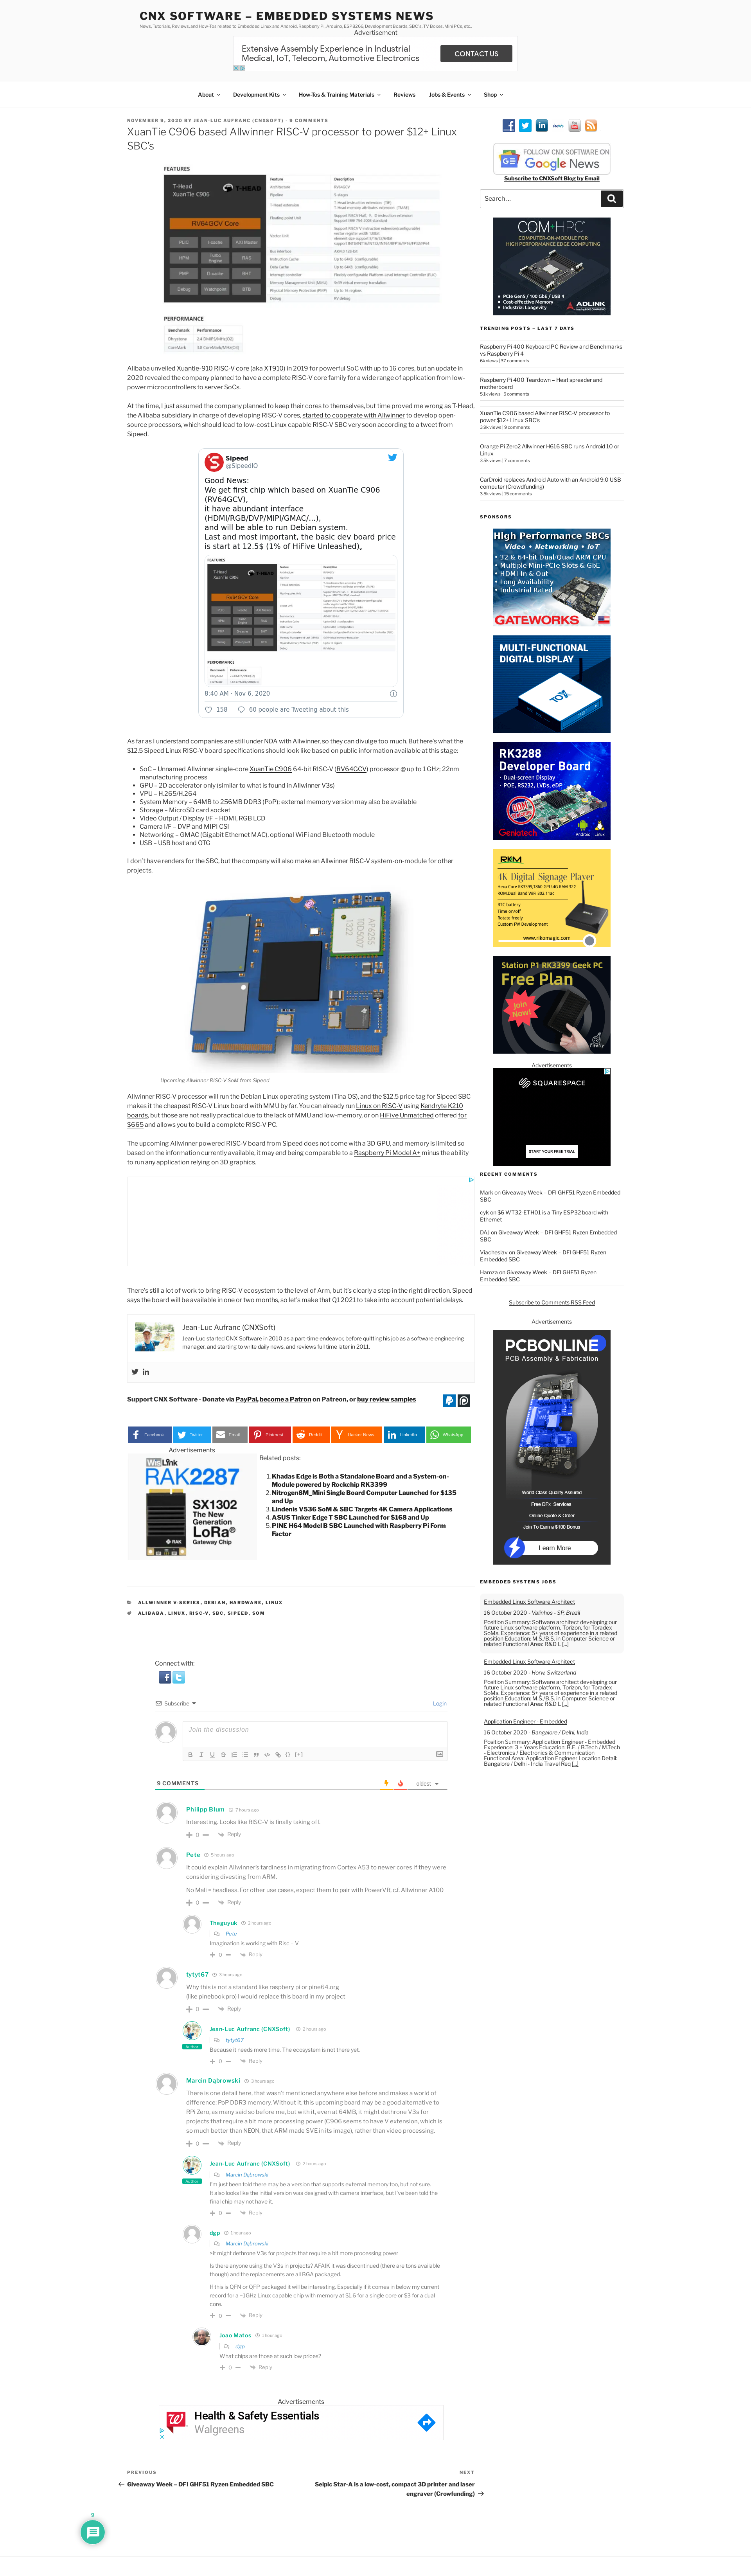 CNX SOFTWARE – EMBEDDED SYSTEMS NEWS
News, Tutorials, Reviews, and How-Tos related to Embedded Linux and Android, Raspberry Pi, Arduino, ESP8266, Development Boards, SBC's, TV Boxes, Mini PCs, etc..
Advertisement
Extensive Assembly Experience in Industrial
Medical, IoT, Telecom, Automotive Electronics
CONTACT US
About
Development Kits
How-Tos & Training Materials
Reviews
Jobs & Events
Shop
NOVEMBER 9, 2020 BY JEAN-LUC AUFRANC (CNXSOFT) - 9 COMMENTS
XuanTie C906 based Allwinner RISC-V processor to power $12+ Linux
SBC's
FEATURES
T-Head
XuanTie C906
T-HEAD
RV64GCV Core
PERFORMANCE
Alibaba unveiled Xuantie-910 RISC-V core (aka XT910) in 2019 for powerful SoC with up to 16 cores, but an update in
2020 revealed the company planned to have a complete RISC-V core family for a wide range of application from low-
power microcontrollers to server SoCs.
At the time, I just assumed the company planned to keep their cores to themselves, but time proved me wrong as T-Head,
the Alibaba subsidiary in charge of developing RISC-V cores, started to cooperate with Allwinner to develop open-
source processors, which should lead to low-cost Linux capable RISC-V SBC very soon according to a tweet from
Sipeed.
Sipeed
@SipeedIO
Good News:
We get first chip which based on XuanTie C906
(RV64GCV),
it have abundant interface
(HDMI/RGB/DVP/MIPI/GMAC/...),
and will be able to run Debian system.
Last and most important, the basic dev board price
is start at 12.5$ (1% of HiFive Unleashed),
8:40 AM · Nov 6, 2020
158
60 people are Tweeting about this
As far as I understand companies are still under NDA with Allwinner, so they can divulge too much. But here's what the
$12.5 Sipeed Linux RISC-V board specifications should look like based on public information available at this stage:
• SoC – Unnamed Allwinner single-core XuanTie C906 64-bit RISC-V (RV64GCV) processor @ up to 1 GHz; 22nm
manufacturing process
• GPU – 2D accelerator only (similar to what is found in Allwinner V3s)
• VPU – H.265/H.264
• System Memory – 64MB to 256MB DDR3 (PoP); external memory version may also be available
• Storage – MicroSD card socket
• Video Output / Display I/F – HDMI, RGB LCD
• Camera I/F – DVP and MIPI CSI
• Networking – GMAC (Gigabit Ethernet MAC), optional WiFi and Bluetooth module
• USB – USB host and OTG
I don't have renders for the SBC, but the company will also make an Allwinner RISC-V system-on-module for other
projects.
Upcoming Allwinner RISC-V SoM from Sipeed
Allwinner RISC-V processor will run the Debian Linux operating system (Tina OS), and the $12.5 price tag for Sipeed SBC
makes it the cheapest RISC-V Linux board with MMU by far. You can already run Linux on RISC-V using Kendryte K210
boards, but those are not really practical due to the lack of MMU and low-memory, or on HiFive Unmatched offered for
$665 and allows you to build a complete RISC-V PC.
The upcoming Allwinner powered RISC-V board from Sipeed does not come with a 3D GPU, and memory is limited so
based on the information currently available, it may end being comparable to a Raspberry Pi Model A+ minus the ability
to run any application relying on 3D graphics.
There's still a lot of work to bring RISC-V ecosystem to the level of Arm, but it's clearly a step in the right direction. Sipeed
says the board will be available in one or two months, so let's make that Q1 2021 to take into account potential delays.
Jean-Luc Aufranc (CNXSoft)
Jean-Luc started CNX Software in 2010 as a part-time endeavor, before quitting his job as a software engineering
manager, and starting to write daily news, and reviews full time later in 2011.
Support CNX Software - Donate via PayPal, become a Patron on Patreon, or buy review samples
Facebook
Twitter
Email
Pinterest
Reddit
Hacker News
LinkedIn
WhatsApp
Advertisements
WisLink
RAK2287
SX1302
The New
Generation
LoRa®
Gateway Chip
Related posts:
1. Khadas Edge is Both a Standalone Board and a System-on-
Module powered by Rockchip RK3399
2. Nitrogen8M_Mini Single Board Computer Launched for $135
and Up
3. Lindenis V536 SoM & SBC Targets 4K Camera Applications
4. ASUS Tinker Edge T SBC Launched for $168 and Up
5. PINE H64 Model B SBC Launched with Raspberry Pi Form
Factor
ALLWINNER V-SERIES, DEBIAN, HARDWARE, LINUX
ALIBABA, LINUX, RISC-V, SBC, SIPEED, SOM
Connect with:
Subscribe
Login
Join the discussion
9 COMMENTS
oldest
Philipp Blum 7 hours ago
Interesting. Looks like RISC-V is finally taking off.
0 Reply
Pete 5 hours ago
It could explain Allwinner's tardiness in migrating from Cortex A53 to newer cores if they were
considering divesting from ARM.
No Mali = headless. For other use cases, expect them to pair with PowerVR, c.f. Allwinner A100
0 Reply
Theguyuk 2 hours ago
Pete
Imagination is working with Risc – V
0 Reply
tytyt67 3 hours ago
Why this is not a standard like raspbery pi or pine64.org
(like pinebook pro) I would replace this board in my project
0 Reply
Jean-Luc Aufranc (CNXSoft) 2 hours ago
Author
tytyt67
Because it needs more time. The ecosystem is not there yet.
0 Reply
Marcin Dąbrowski 3 hours ago
There is one detail here, that wasn't mentioned anywhere else before and makes a world of
difference: PoP DDR3 memory. Without it, this upcoming board may be a good alternative to
RPi Zero, as many said so before me, but with it, even at 64MB, it might dethrone V3s for
projects that require a bit more processing power (C906 seems to have V extension, which is
so much better than NEON, that ARM made SVE in its image), rather than video processing.
0 Reply
Jean-Luc Aufranc (CNXSoft) 2 hours ago
Author
Marcin Dąbrowski
I'm just been told there may be a version that supports external memory too, but not sure.
It also looks like the initial version was designed with camera interface, but I've been told the
final chip may not have it.
0 Reply
dgp 1 hour ago
Marcin Dąbrowski
>it might dethrone V3s for projects that require a bit more processing power
Is there anyone using the V3s in projects? AFAIK it was discontinued (there are tons available
though) and the replacements are all BGA packaged.
If this is QFN or QFP packaged it will be interesting. Especially if it comes in below my current
record for a ~1GHz Linux capable chip with memory at $1.6 for a single core or $3 for a dual
core.
0 Reply
Joao Matos 1 hour ago
dgp
What chips are those at such low prices?
0 Reply
Advertisements
Health & Safety Essentials
Walgreens
PREVIOUS
← Giveaway Week – DFI GHF51 Ryzen Embedded SBC
NEXT
Selpic Star-A is a low-cost, compact 3D printer and laser
engraver (Crowfunding) →
9
FOLLOW CNX SOFTWARE ON
Google News
Subscribe to CNXSoft Blog by Email
Search ...
COM HPC
COMPUTER-ON-MODULE
FOR HIGH PERFORMANCE EDGE COMPUTING
ADLINK
TRENDING POSTS – LAST 7 DAYS
Raspberry Pi 400 Keyboard PC Review and Benchmarks
vs Raspberry Pi 4
6k views | 37 comments
Raspberry Pi 400 Teardown – Heat spreader and
motherboard
5.2k views | 5 comments
XuanTie C906 based Allwinner RISC-V processor to
power $12+ Linux SBC's
3.9k views | 9 comments
Orange Pi Zero2 Allwinner H616 SBC runs Android 10 or
Linux
3.5k views | 7 comments
CarDroid replaces Android Auto with an Android 9.0 USB
computer (Crowdfunding)
3.5k views | 15 comments
SPONSORS
High Performance SBCs
Video • Networking • IoT
• 32 & 64-bit Dual ARM CPU
• Multiple Mini-PCIe Slots & GbE
• HDMI In & Out
• Long Availability
• Industrial Rated
GATEWORKS
MULTI-FUNCTIONAL
DIGITAL DISPLAY
RK3288
Developer Board
- Dual-screen Display
- PoE, RS232, LVDs, eDP
Geniatech
Android Linux
RKM
4K Digital Signage Player
Hexa Core RK3399,T860 GPU,4G RAM 32G
ROM,Dual Band WiFi 802.11ac
RTC battery
Time on/off
Rotate freely
Custom FW Development
www.rikomagic.com
Station P1 RK3399 Geek PC
Free Power
Firefly
Advertisements
SQUARESPACE
START YOUR FREE TRIAL
RECENT COMMENTS
Mark on Giveaway Week – DFI GHF51 Ryzen Embedded
SBC
cyk on $6 WT32-ETH01 is a Tiny ESP32 board with
Ethernet
DAJ on Giveaway Week – DFI GHF51 Ryzen Embedded
SBC
Viacheslav on Giveaway Week – DFI GHF51 Ryzen
Embedded SBC
Hamza on Giveaway Week – DFI GHF51 Ryzen
Embedded SBC
Subscribe to Comments RSS Feed
Advertisements
PCBONLINE
PCB Assembly & Fabrication
World Class Quality Assured
Free DFx Services
Online Quote & Order
Join To Earn a $100 Bonus
Learn More
EMBEDDED SYSTEMS JOBS
Embedded Linux Software Architect
16 October 2020 - Valinhos - SP, Brazil
Position Summary: Software architect developing our
future Linux software platform, Torizon, for Toradex
SoMs. Experience: 5+ years of experience in a related
position Education: M.S./B.S. in Computer Science or
related Functional Area: R&D L [...]
Embedded Linux Software Architect
16 October 2020 - Horw, Switzerland
Position Summary: Software architect developing our
future Linux software platform, Torizon, for Toradex
SoMs. Experience: 5+ years of experience in a related
position Education: M.S./B.S. in Computer Science or
related Functional Area: R&D L [...]
Application Engineer - Embedded
16 October 2020 - Bangalore / Delhi, India
Position Summary: Application Engineer - Embedded
Experience: 3 + Years Education: B.E. / B.Tech / M.Tech
- Electronics / Electronics & Communication
Functional Area: Application Engineer Location Detail:
Bangalore / Delhi - India Travel Req [...]